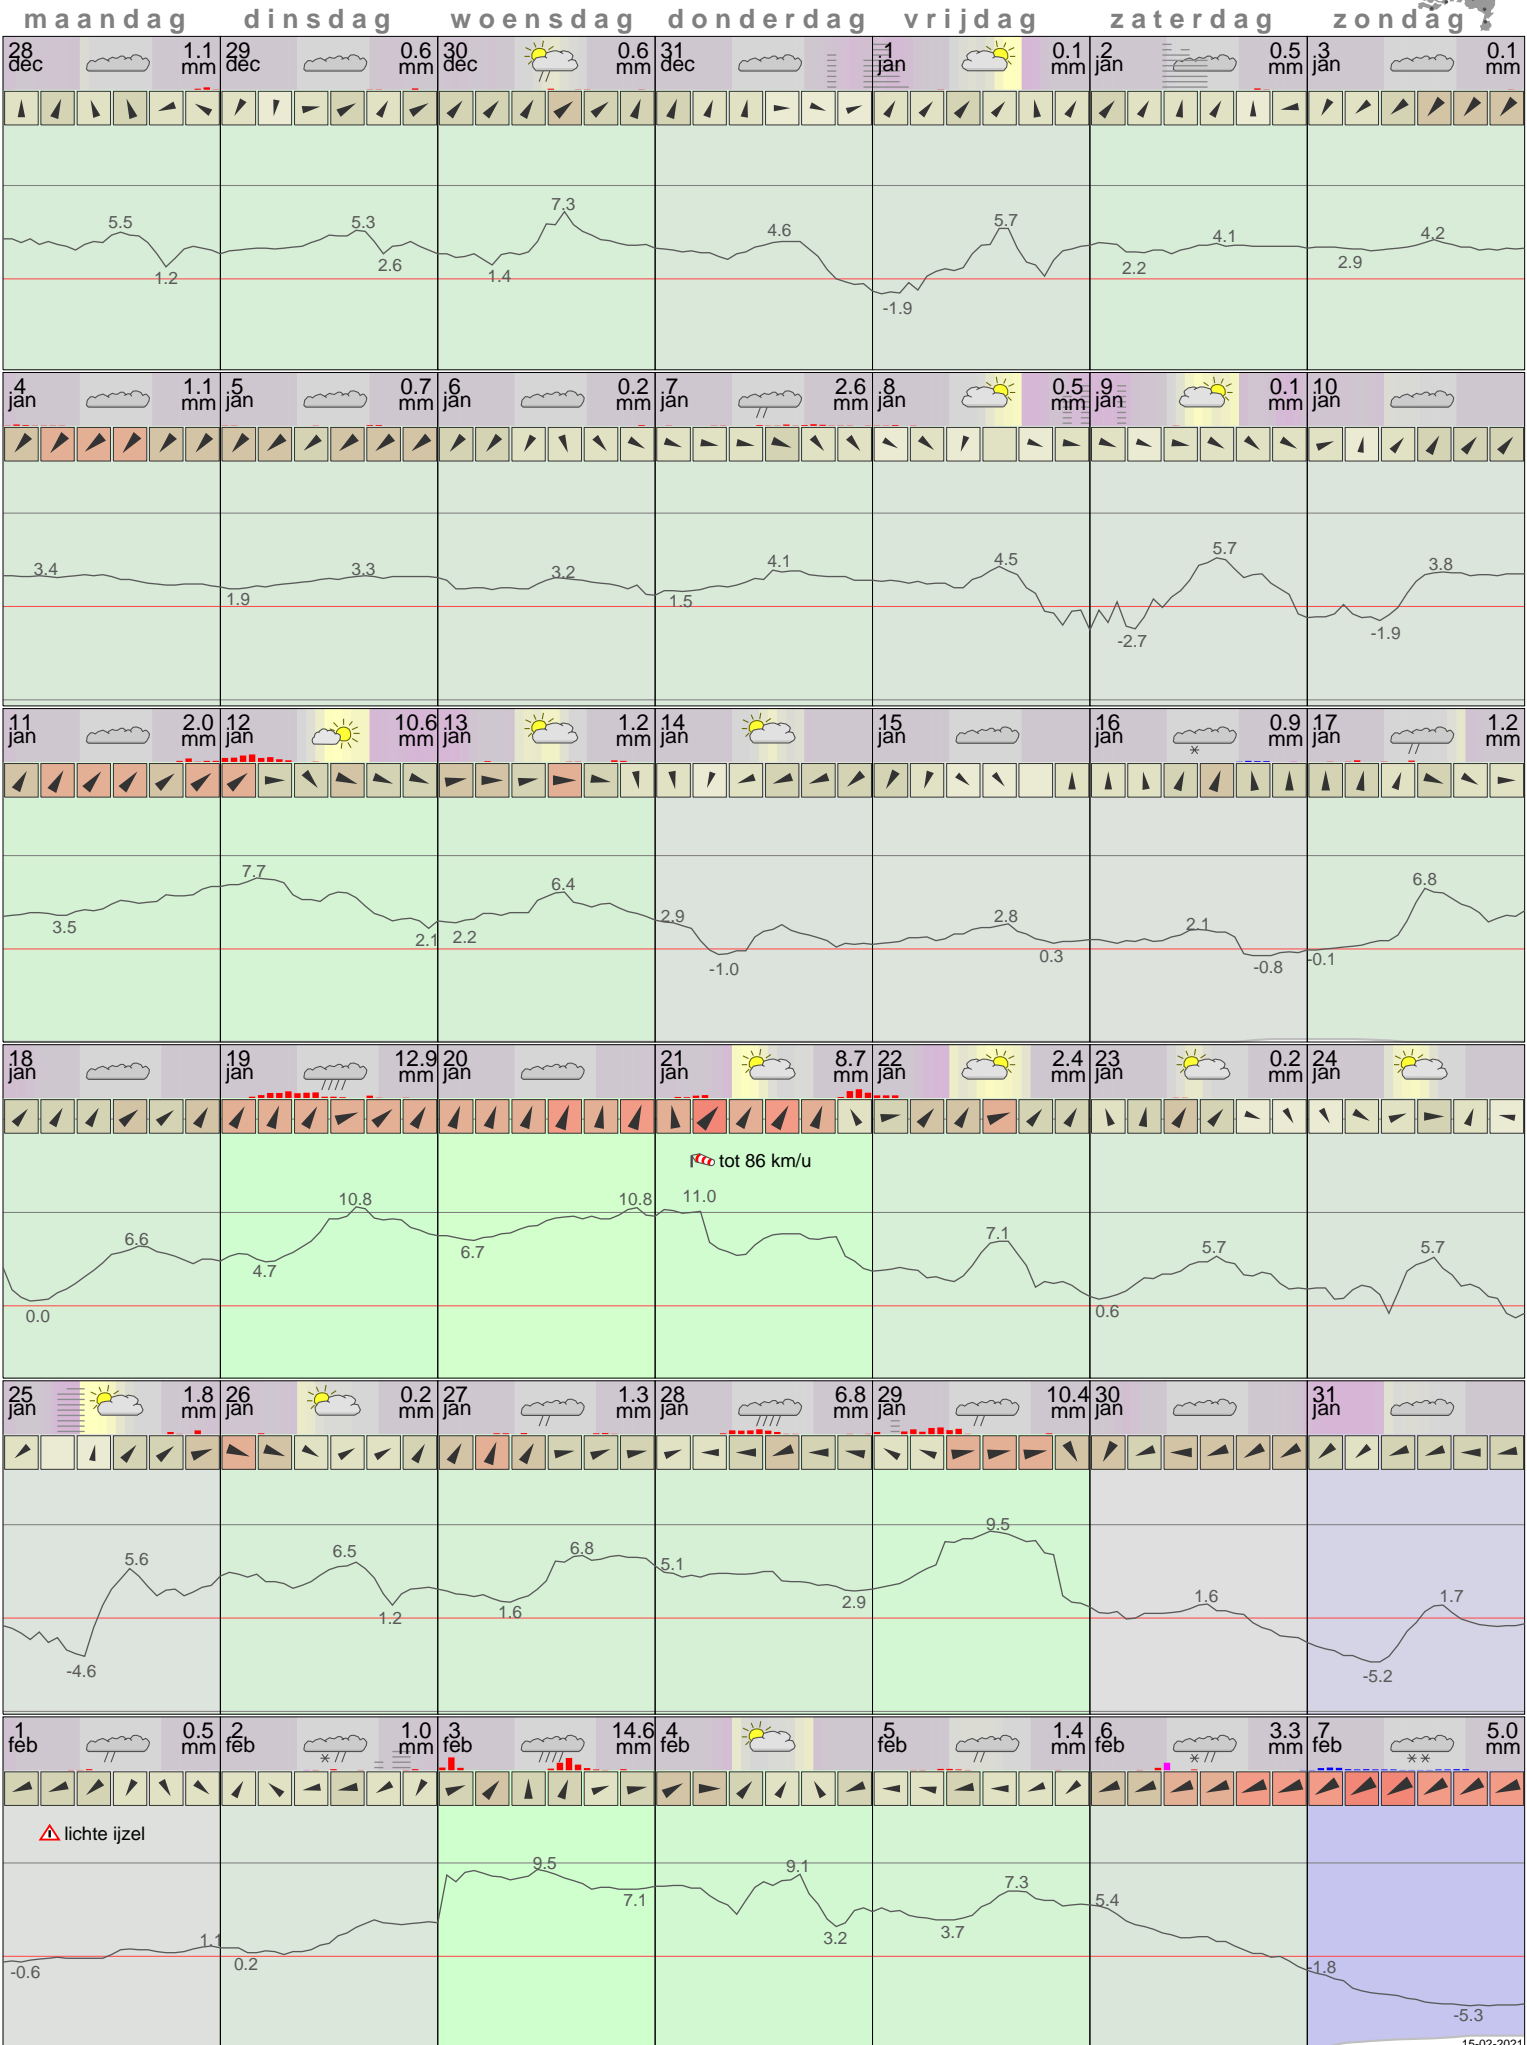 maandag dinsdag woensdag donderdag vrijdag zaterdag zondag
28 dec 1.1 mm 29 dec 0.6 mm 30 dec 0.6 mm 31 dec 1 jan 0.1 mm 2 jan 0.5 mm 3 jan 0.1 mm
7.3
5.5 5.3 4.6 5.7 4.1 4.2
1.2 2.6 1.4 -1.9 2.2 2.9
4 jan 1.1 mm 5 jan 0.7 mm 6 jan 0.2 mm 7 jan 2.6 mm 8 jan 0.5 mm 9 jan 0.1 mm 10 jan
3.4 3.3 3.2 4.1 4.5 5.7 3.8
1.9 1.5 -2.7 -1.9
11 jan 2.0 mm 12 jan 10.6 mm 13 jan 1.2 mm 14 jan 15 jan 16 jan 0.9 mm 17 jan 1.2 mm
7.7 6.4 2.9 2.8 2.1 6.8
3.5 2.1 2.2 -1.0 0.3 -0.8 -0.1
18 jan 19 jan 12.9 mm 20 jan 21 jan 8.7 mm 22 jan 2.4 mm 23 jan 0.2 mm 24 jan
tot 86 km/u
6.6 10.8 10.8 11.0 7.1 5.7 5.7
0.0 4.7 6.7 0.6
25 jan 1.8 mm 26 jan 0.2 mm 27 jan 1.3 mm 28 jan 6.8 mm 29 jan 10.4 mm 30 jan 31 jan
5.6 6.5 6.8 5.1 9.5 1.6 1.7
-4.6 1.2 1.6 2.9 -5.2
1 feb 0.5 mm 2 feb 1.0 mm 3 feb 14.6 mm 4 feb 5 feb 1.4 mm 6 feb 3.3 mm 7 feb 5.0 mm
lichte ijzel
1.1 9.5 9.1 7.3 5.4 -1.8
-0.6 0.2 7.1 3.2 3.7 -5.3
15-02-2021